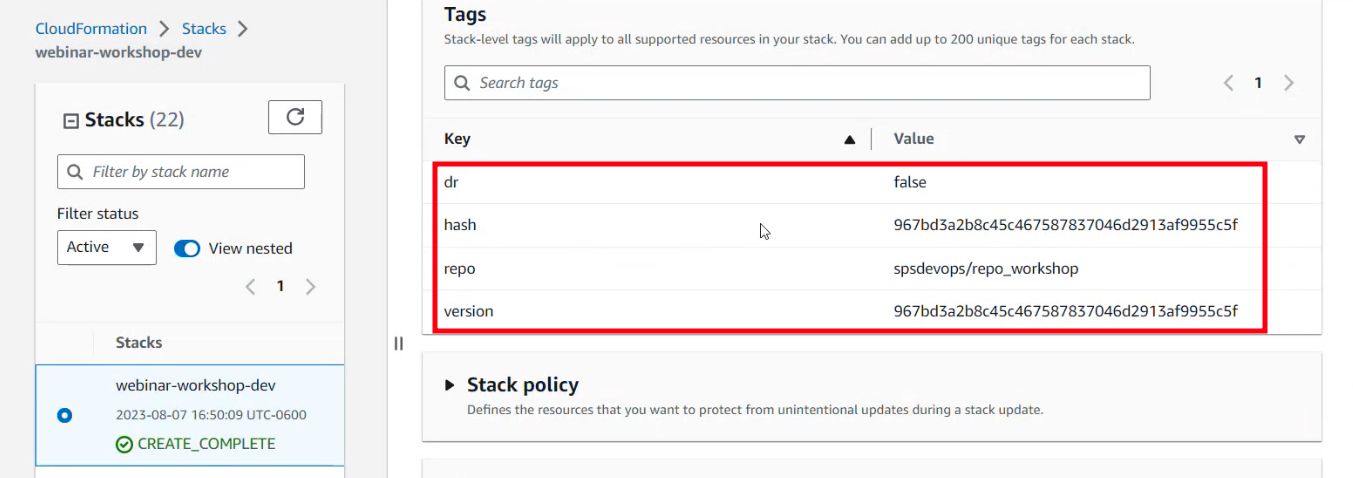 CloudFormation > Stacks >
webinar-workshop-dev
Stacks (22)
Filter by stack name
Filter status
Active
View nested
1
Stacks
webinar-workshop-dev
2023-08-07 16:50:09 UTC-0600
CREATE_COMPLETE
Tags
Stack-level tags will apply to all supported resources in your stack. You can add up to 200 unique tags for each stack.
Search tags
1
Key Value
dr false
hash 967bd3a2b8c45c467587837046d2913af9955c5f
repo spsdevops/repo_workshop
version 967bd3a2b8c45c467587837046d2913af9955c5f
Stack policy
Defines the resources that you want to protect from unintentional updates during a stack update.